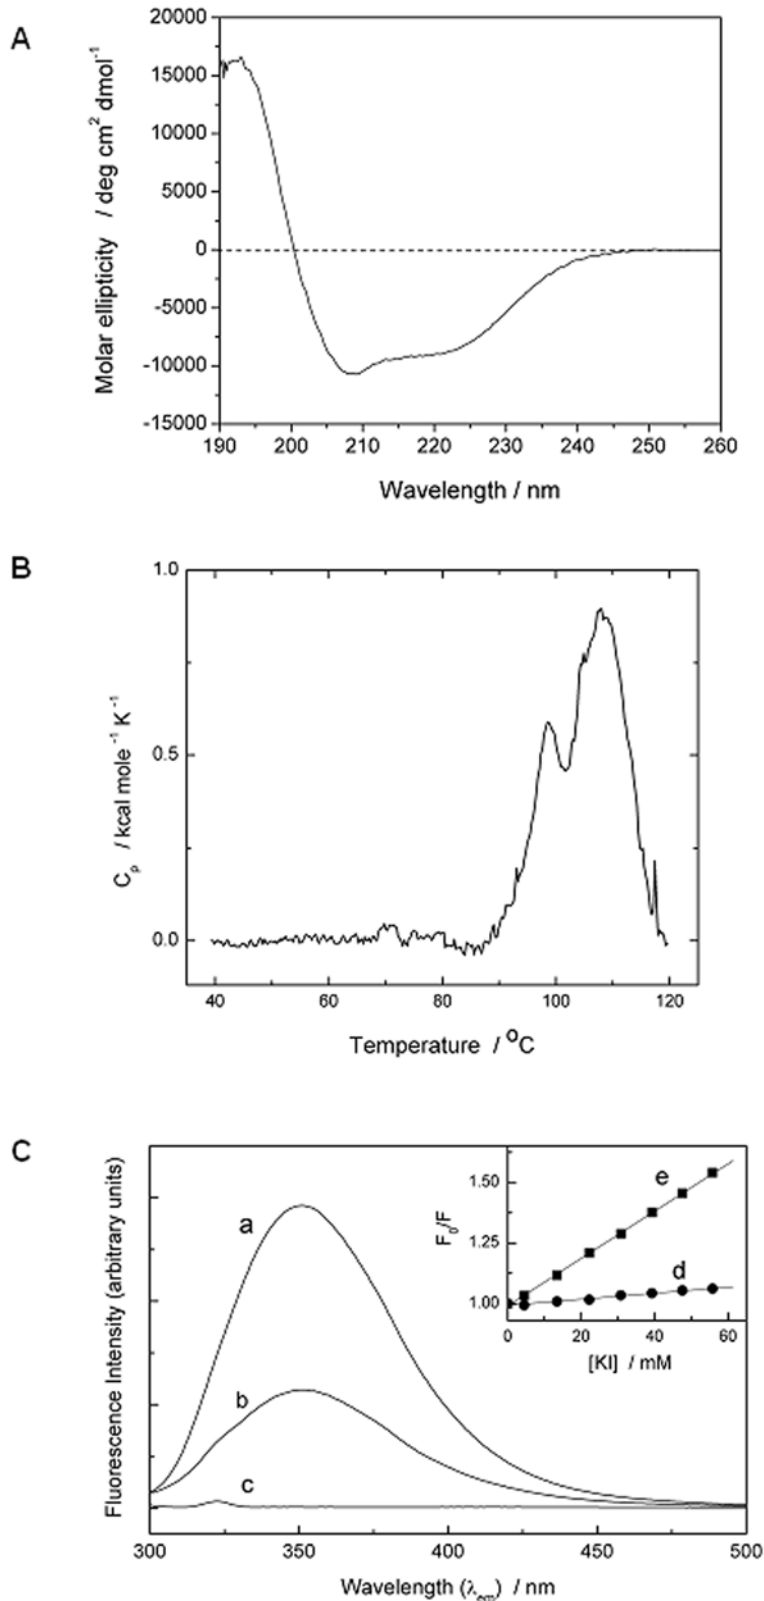 A
20000
15000
10000
5000
0
-5000
-10000
-15000
Molar ellipticity / deg cm² dmol⁻¹
190 200 210 220 230 240 250 260
Wavelength / nm
B
1.0
0.5
0.0
Cₚ / kcal mole⁻¹ K⁻¹
40 60 80 100 120
Temperature / ᴼC
C
Fluorescence Intensity (arbitrary units)
a
b
c
1.50
1.25
1.00
F₀/F
e
d
0 20 40 60
[KI] / mM
300 350 400 450 500
Wavelength (λₑₘ) / nm